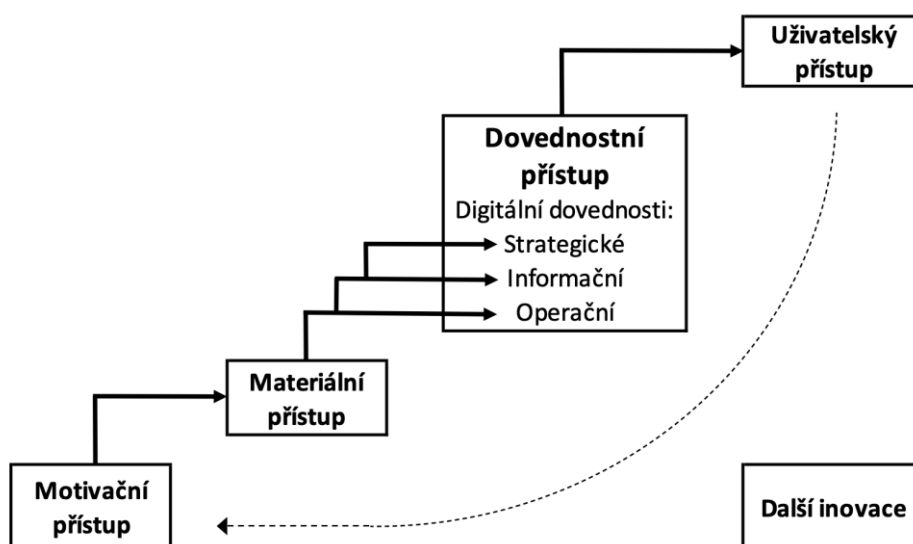 Uživatelský
přístup
Dovednostní
přístup
Digitální dovednosti:
Strategické
Informační
Operační
Materiální
přístup
Motivační
přístup
Další inovace